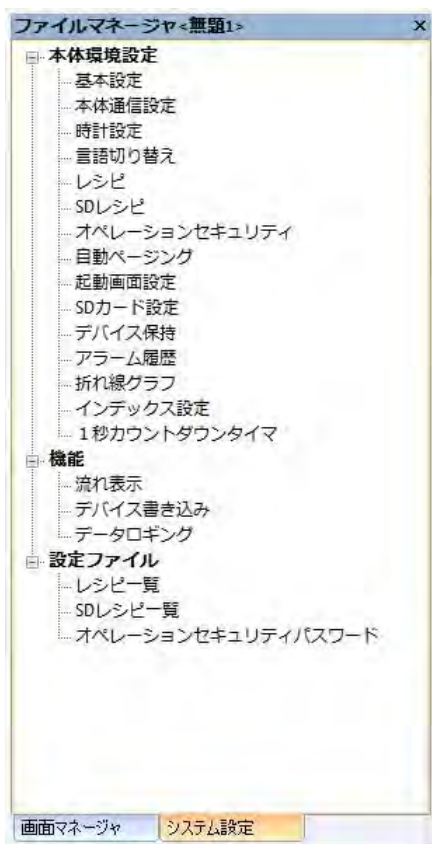 ファイルマネージャ<無題1>
本体環境設定
基本設定
本体通信設定
時計設定
言語切り替え
レシピ
SDレシピ
オペレーションセキュリティ
自動ページング
起動画面設定
SDカード設定
デバイス保持
アラーム履歴
折れ線グラフ
インデックス設定
1秒カウントダウンタイマ
機能
流れ表示
デバイス書き込み
データロギング
設定ファイル
レシピ一覧
SDレシピ一覧
オペレーションセキュリティパスワード
画面マネージャ システム設定